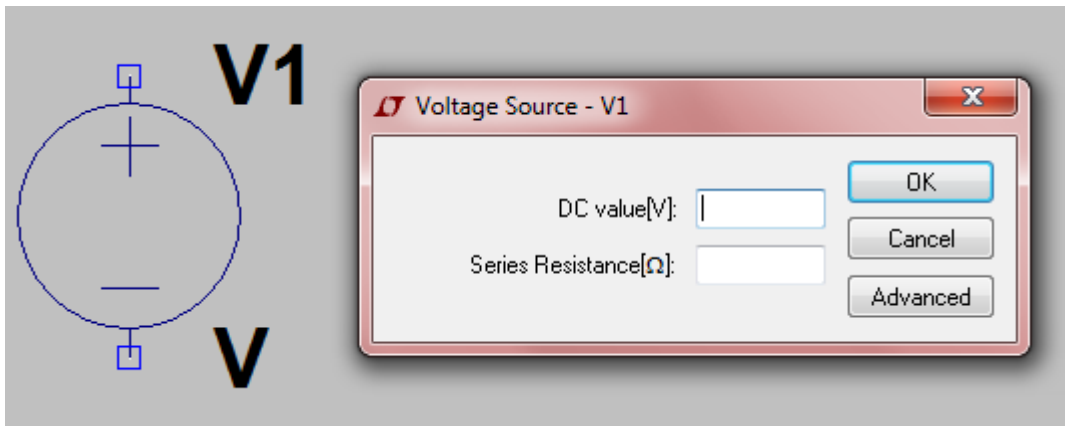 V1
V
Voltage Source - V1
DC value[V]:
Series Resistance[Ω]:
OK
Cancel
Advanced